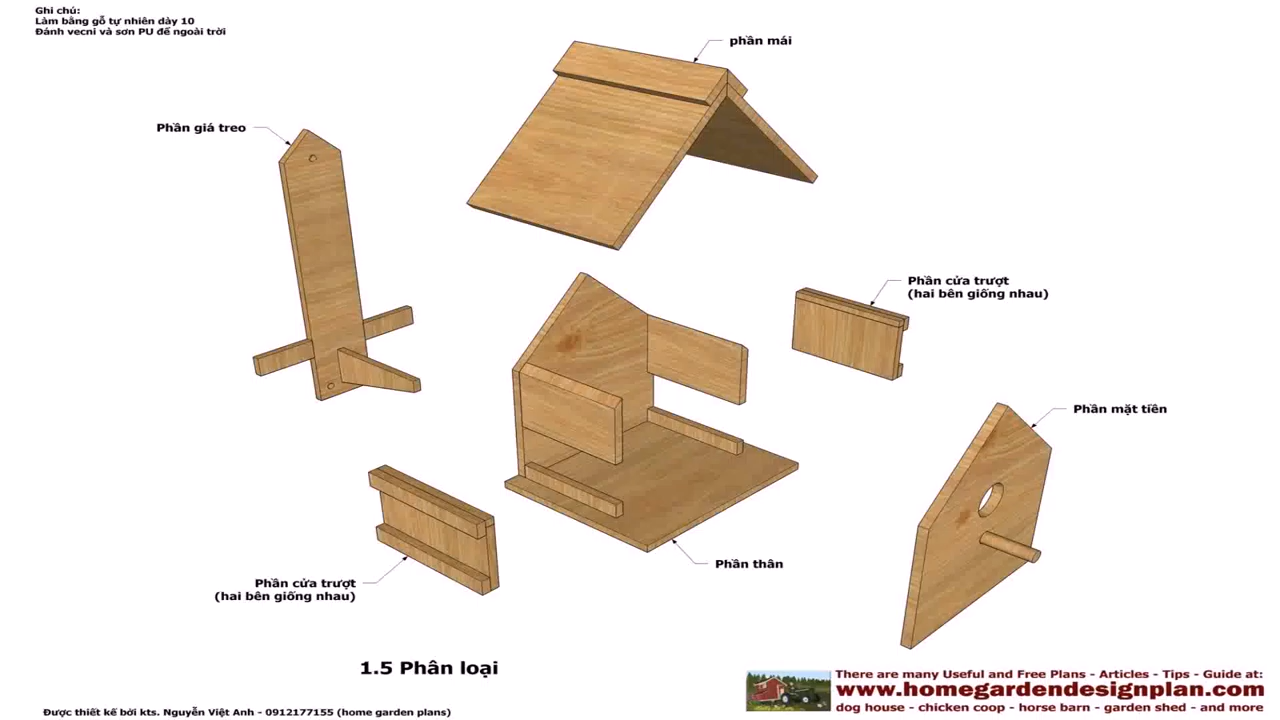 Ghi chú:
Làm bằng gỗ tự nhiên dày 10
Đánh vecni và sơn PU để ngoài trời
phần mái
Phần giá treo
Phần cửa trượt
(hai bên giống nhau)
Phần mặt tiền
Phần thân
Phần cửa trượt
(hai bên giống nhau)
1.5 Phân loại
There are many Useful and Free Plans - Articles - Tips - Guide at:
www.homegardendesignplan.com
dog house - chicken coop - horse barn - garden shed - and more
Được thiết kế bởi kts. Nguyễn Việt Anh - 0912177155 (home garden plans)